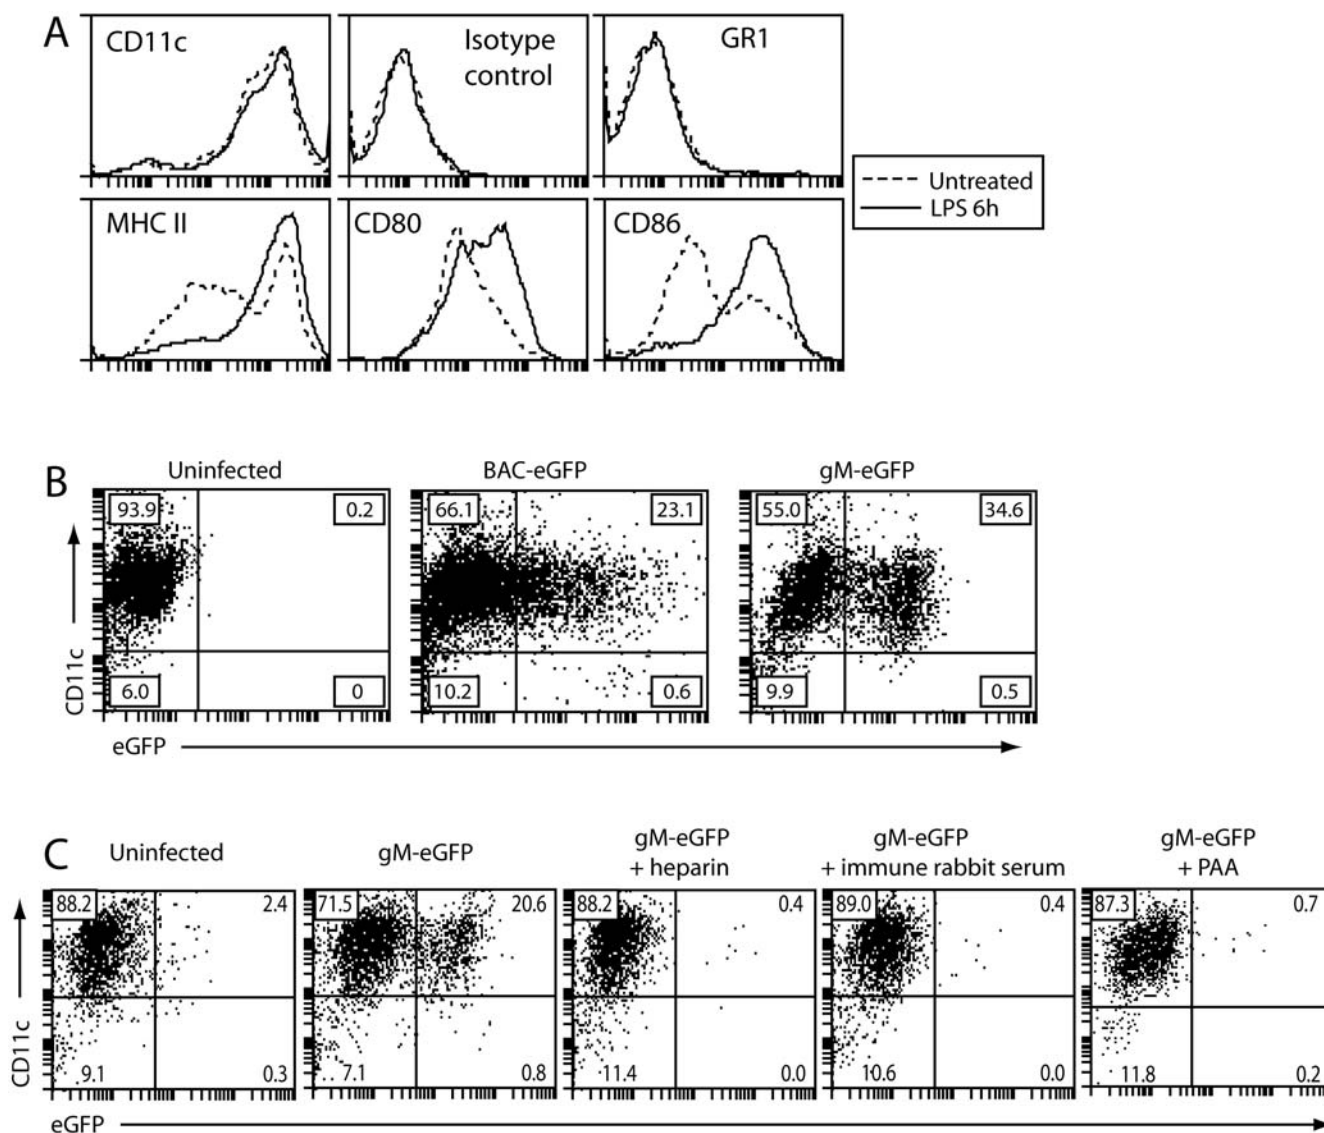 A
CD11c
Isotype
control
GR1
Untreated
LPS 6h
MHC II
CD80
CD86
B
Uninfected
BAC-eGFP
gM-eGFP
93.9
0.2
66.1
23.1
55.0
34.6
6.0
0
10.2
0.6
9.9
0.5
CD11c
eGFP
C
Uninfected
gM-eGFP
gM-eGFP
+ heparin
gM-eGFP
+ immune rabbit serum
gM-eGFP
+ PAA
88.2
2.4
71.5
20.6
88.2
0.4
89.0
0.4
87.3
0.7
9.1
0.3
7.1
0.8
11.4
0.0
10.6
0.0
11.8
0.2
CD11c
eGFP